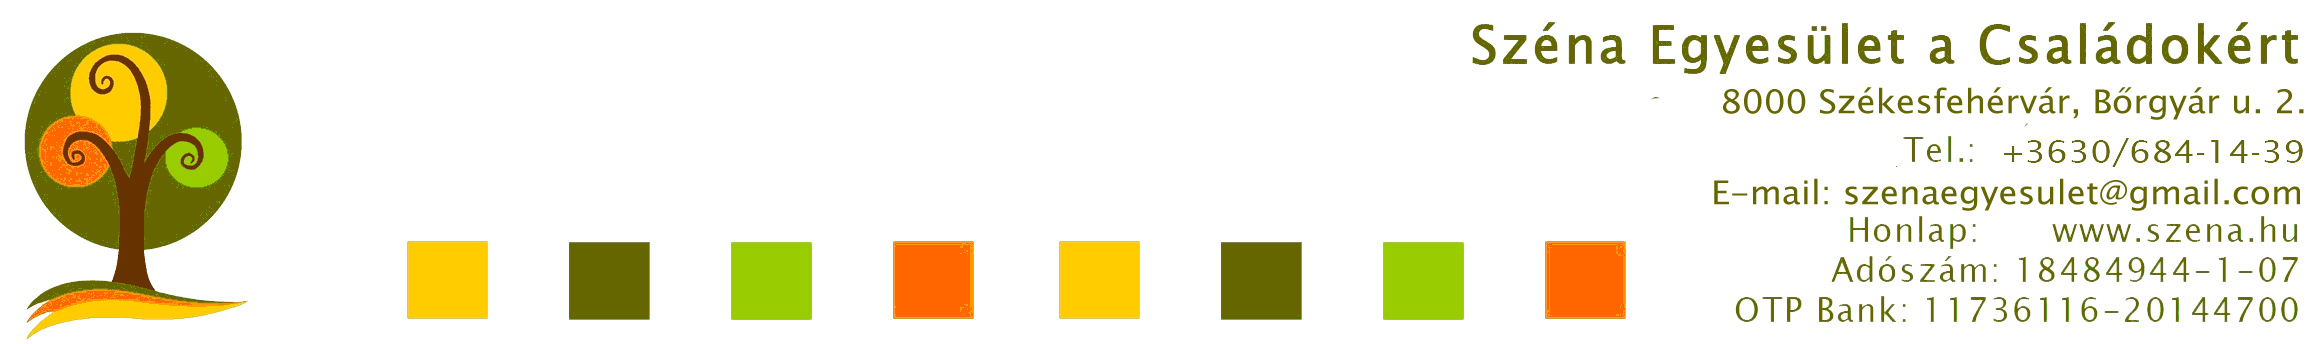 Széna Egyesület a Családokért
8000 Székesfehérvár, Bőrgyár u. 2.
Tel.: +3630/684-14-39
E-mail: szenaegyesulet@gmail.com
Honlap: www.szena.hu
Adószám: 18484944-1-07
OTP Bank: 11736116-20144700